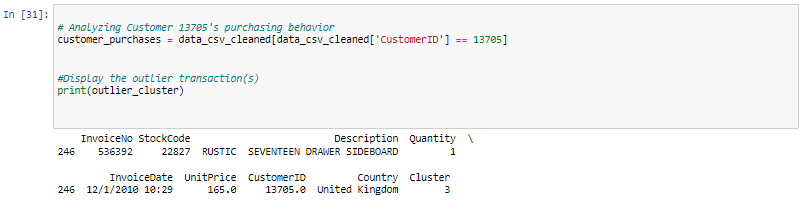 In [31]:
# Analyzing Customer 13705's purchasing behavior
customer_purchases = data_csv_cleaned[data_csv_cleaned['CustomerID'] == 13705]
#Display the outlier transaction(s)
print(outlier_cluster)
InvoiceNo StockCode Description Quantity \
246 536392 22827 RUSTIC SEVENTEEN DRAWER SIDEBOARD 1
InvoiceDate UnitPrice CustomerID Country Cluster
246 12/1/2010 10:29 165.0 13705.0 United Kingdom 3